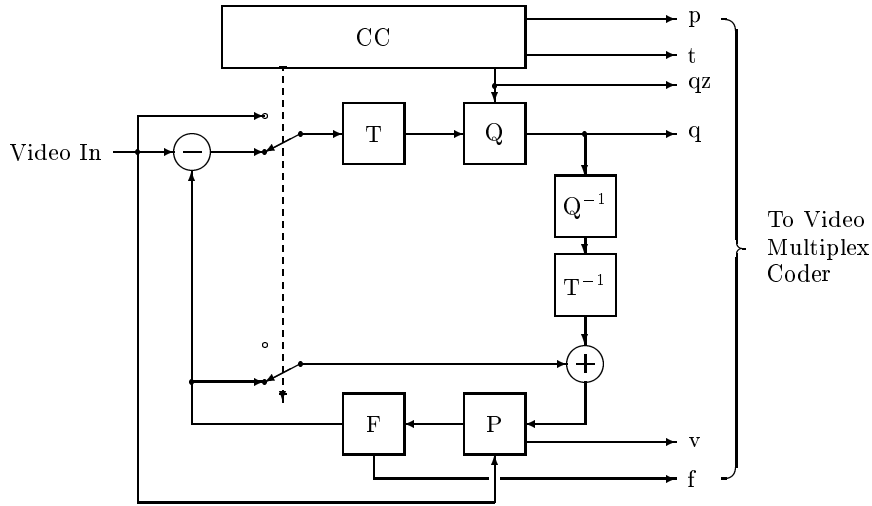 CC
p
t
qz
Video In
−
T
Q
q
Q⁻¹
T⁻¹
To Video
Multiplex
Coder
+
F
P
v
f